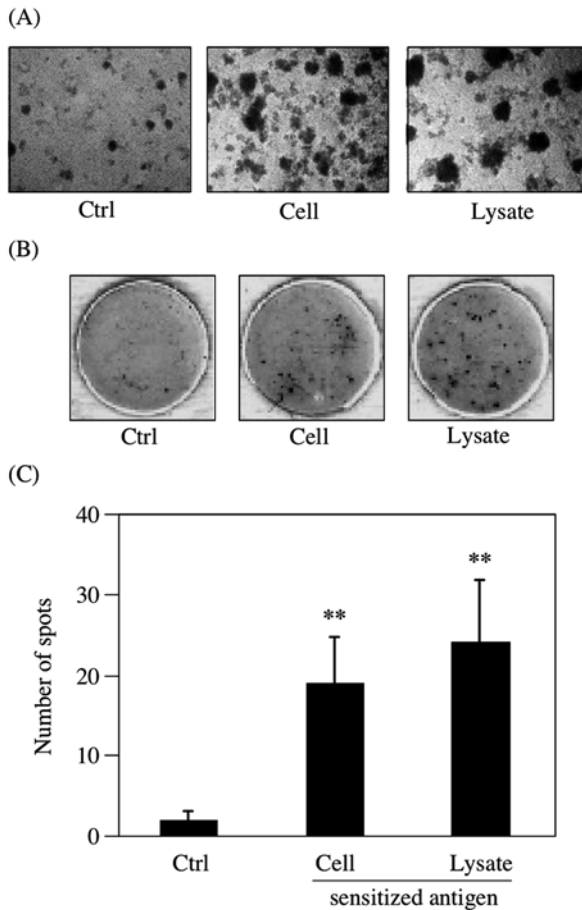 (A)
Ctrl Cell Lysate
(B)
Ctrl Cell Lysate
(C)
Number of spots
40
30
20
10
0
**
**
Ctrl Cell Lysate
sensitized antigen